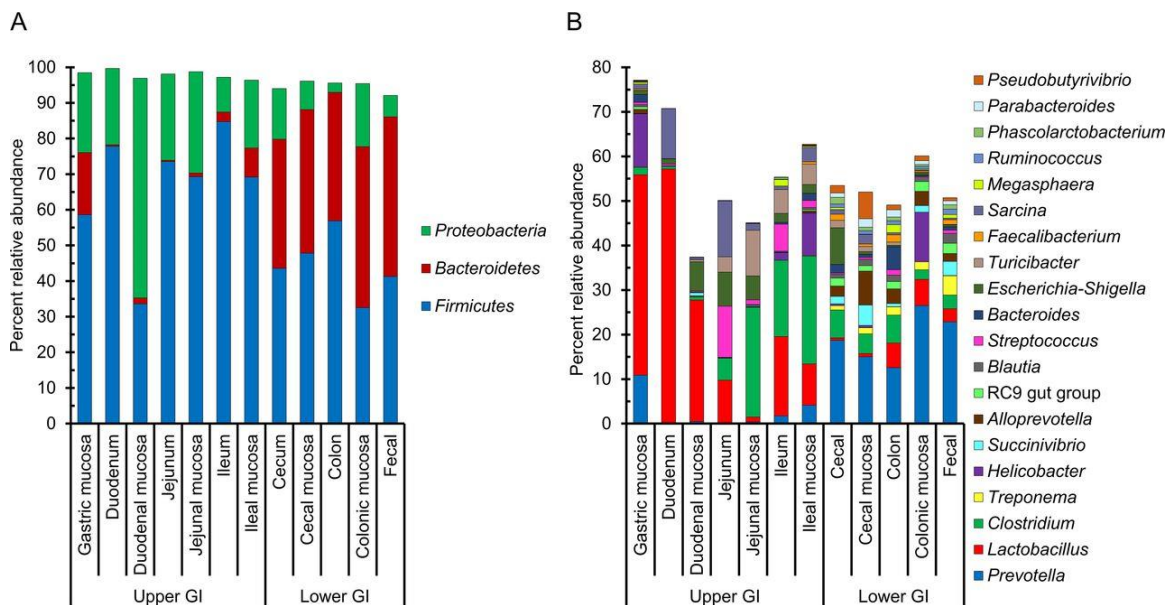 A
Percent relative abundance
100
90
80
70
60
50
40
30
20
10
0
Gastric mucosa
Duodenum
Duodenal mucosa
Jejunum
Jejunal mucosa
Ileum
Ileal mucosa
Cecum
Cecal mucosa
Colon
Colonic mucosa
Fecal
Upper GI
Lower GI
Proteobacteria
Bacteroidetes
Firmicutes
B
Percent relative abundance
80
70
60
50
40
30
20
10
0
Gastric mucosa
Duodenum
Duodenal mucosa
Jejunum
Jejunal mucosa
Ileum
Ileal mucosa
Cecal
Cecal mucosa
Colon
Colonic mucosa
Fecal
Upper GI
Lower GI
Pseudobutyrivibrio
Parabacteroides
Phascolarctobacterium
Ruminococcus
Megasphaera
Sarcina
Faecalibacterium
Turicibacter
Escherichia-Shigella
Bacteroides
Streptococcus
Blautia
RC9 gut group
Alloprevotella
Succinivibrio
Helicobacter
Treponema
Clostridium
Lactobacillus
Prevotella